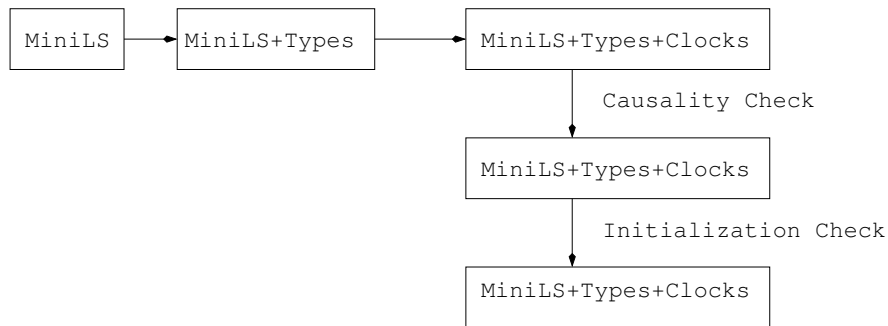 MiniLS
MiniLS+Types
MiniLS+Types+Clocks
Causality Check
MiniLS+Types+Clocks
Initialization Check
MiniLS+Types+Clocks